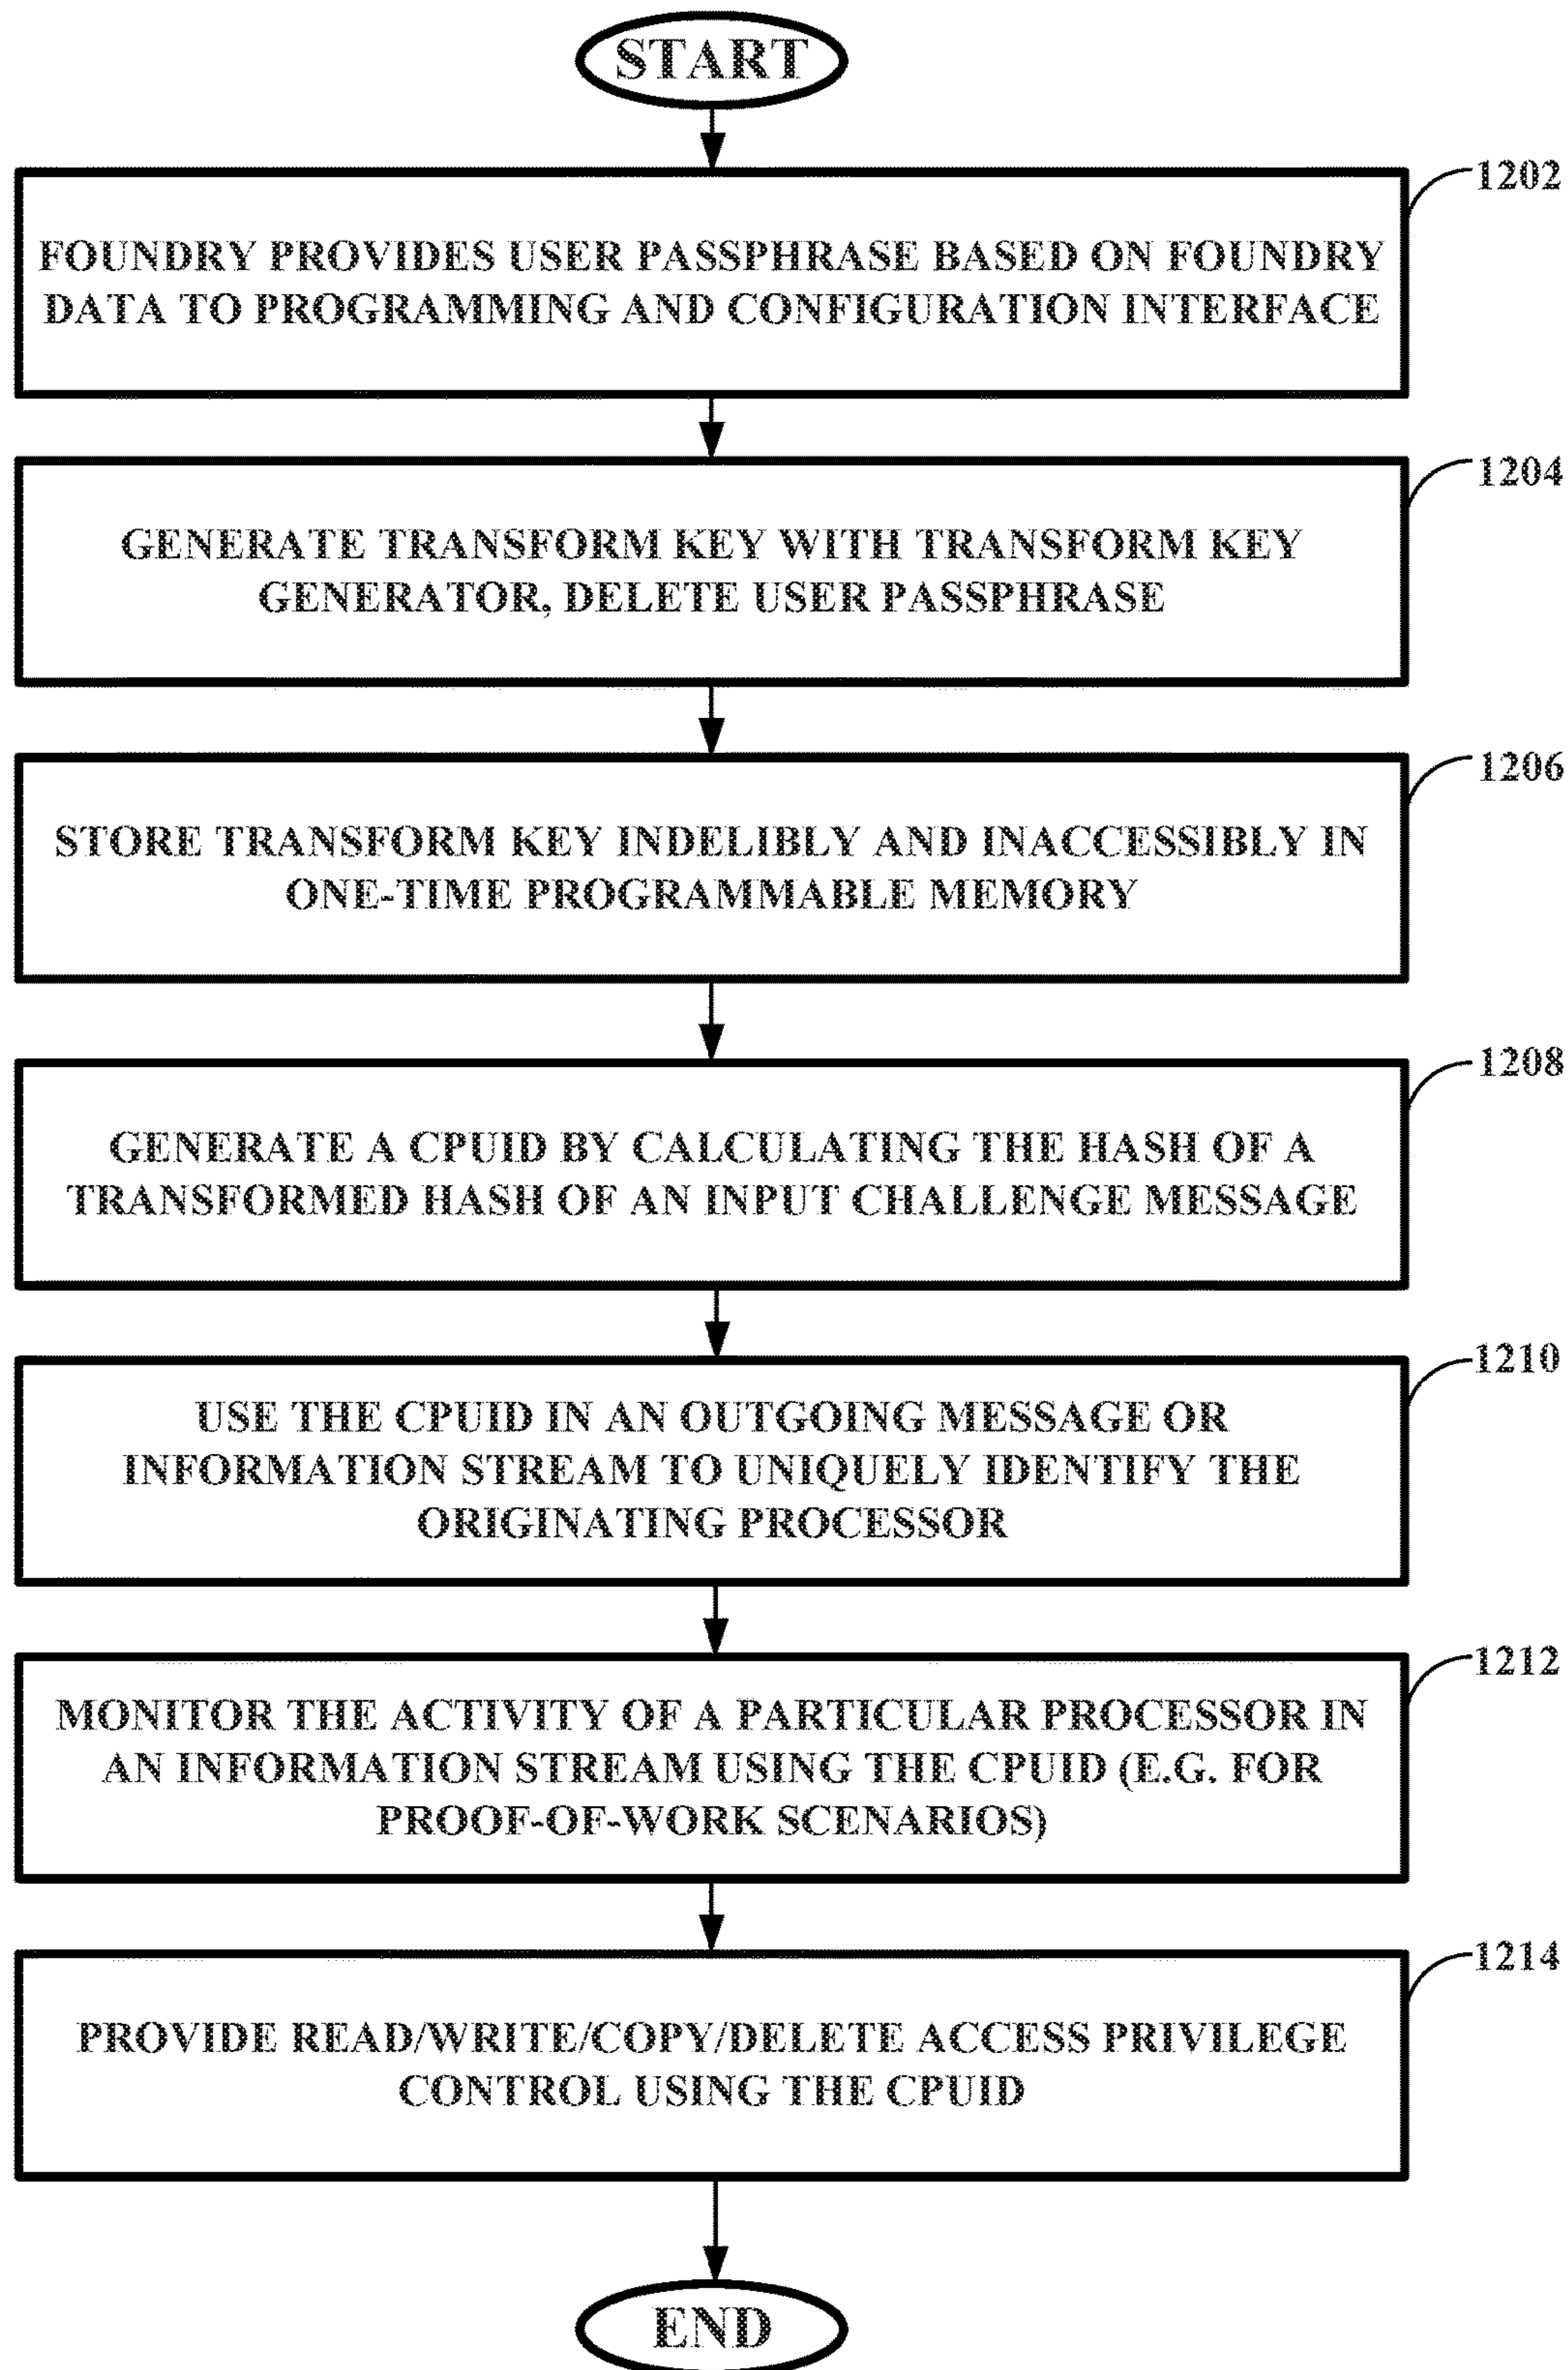 START
1202
FOUNDRY PROVIDES USER PASSPHRASE BASED ON FOUNDRY
DATA TO PROGRAMMING AND CONFIGURATION INTERFACE
1204
GENERATE TRANSFORM KEY WITH TRANSFORM KEY
GENERATOR, DELETE USER PASSPHRASE
1206
STORE TRANSFORM KEY INDELIBLY AND INACCESSIBLY IN
ONE-TIME PROGRAMMABLE MEMORY
1208
GENERATE A CPUID BY CALCULATING THE HASH OF A
TRANSFORMED HASH OF AN INPUT CHALLENGE MESSAGE
1210
USE THE CPUID IN AN OUTGOING MESSAGE OR
INFORMATION STREAM TO UNIQUELY IDENTIFY THE
ORIGINATING PROCESSOR
1212
MONITOR THE ACTIVITY OF A PARTICULAR PROCESSOR IN
AN INFORMATION STREAM USING THE CPUID (E.G. FOR
PROOF-OF-WORK SCENARIOS)
1214
PROVIDE READ/WRITE/COPY/DELETE ACCESS PRIVILEGE
CONTROL USING THE CPUID
END